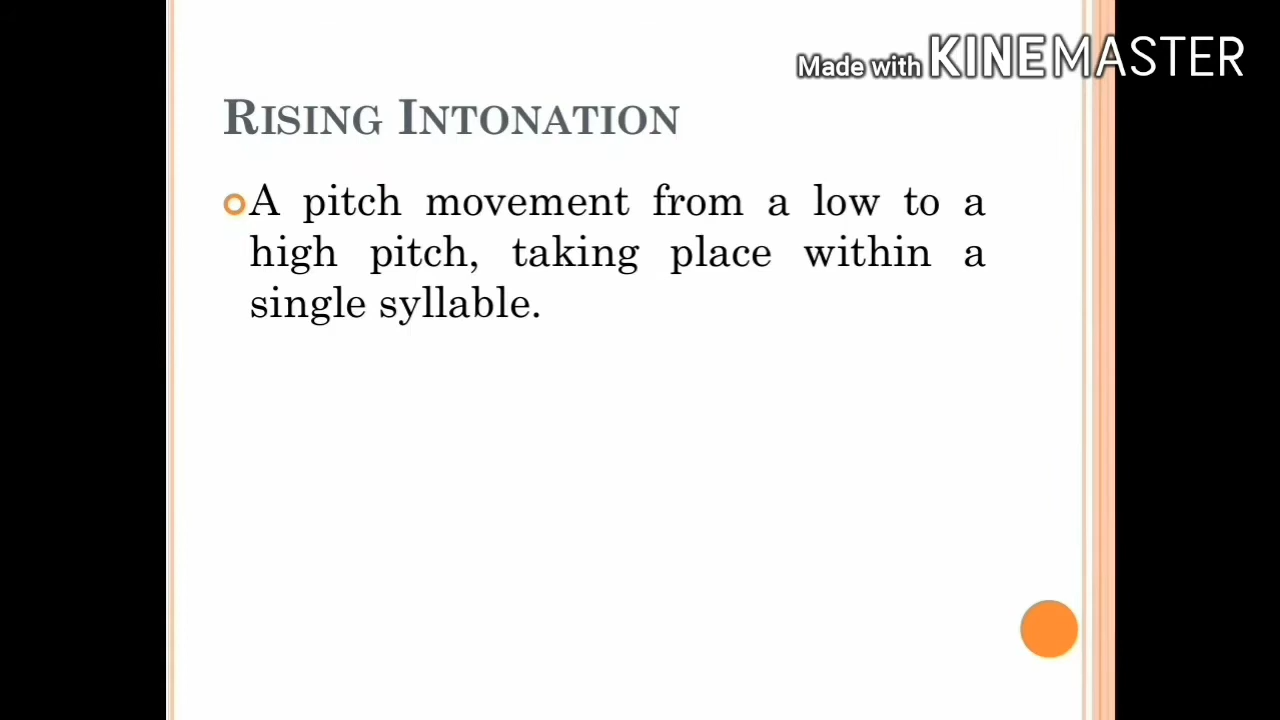 Made with KINEMASTER
RISING INTONATION
A pitch movement from a low to a
high pitch, taking place within a
single syllable.